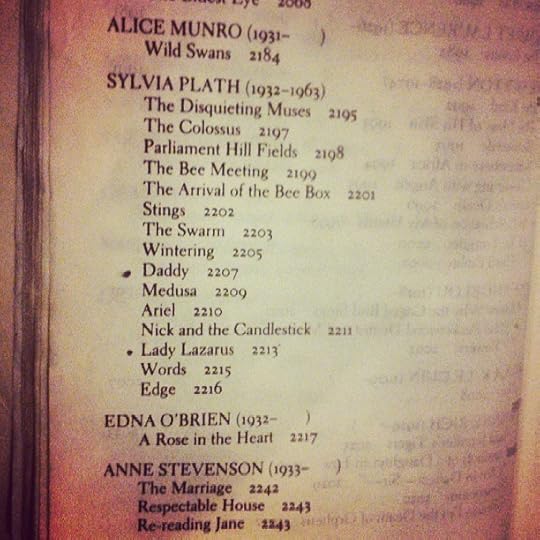 Eye 2068
ALICE MUNRO (1931– )
Wild Swans 2184
SYLVIA PLATH (1932–1963)
The Disquieting Muses 2195
The Colossus 2197
Parliament Hill Fields 2198
The Bee Meeting 2199
The Arrival of the Bee Box 2201
Stings 2202
The Swarm 2203
Wintering 2205
Daddy 2207
Medusa 2209
Ariel 2210
Nick and the Candlestick 2211
Lady Lazarus 2213
Words 2215
Edge 2216
EDNA O'BRIEN (1932– )
A Rose in the Heart 2217
ANNE STEVENSON (1933– )
The Marriage 2242
Respectable House 2243
Re-reading Jane 2243